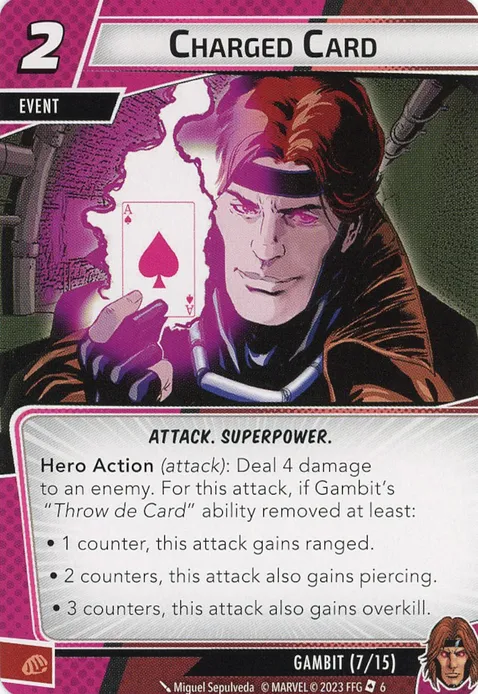 2
CHARGED CARD
EVENT
A
A
ATTACK. SUPERPOWER.
Hero Action (attack): Deal 4 damage
to an enemy. For this attack, if Gambit's
"Throw de Card" ability removed at least:
• 1 counter, this attack gains ranged.
• 2 counters, this attack also gains piercing.
• 3 counters, this attack also gains overkill.
GAMBIT (7/15)
Miguel Sepulveda © MARVEL © 2023 FFG 6